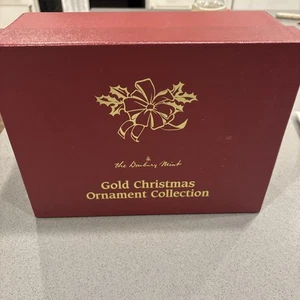 the Danbury Mint
Gold Christmas
Ornament Collection